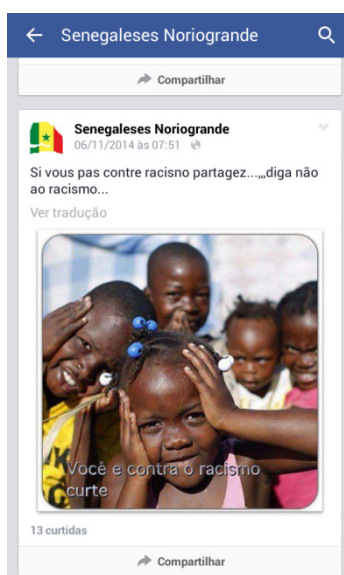 Senegaleses Noriogrande
Compartilhar
Senegaleses Noriogrande
06/11/2014 às 07:51
Si vous pas contre racisno partagez...,,,diga não
ao racismo...
Ver tradução
Você e contra o racismo
curte
13 curtidas
Compartilhar